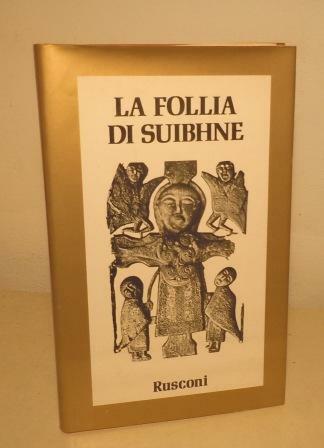 LA FOLLIA
DI SUIBHNE
Rusconi